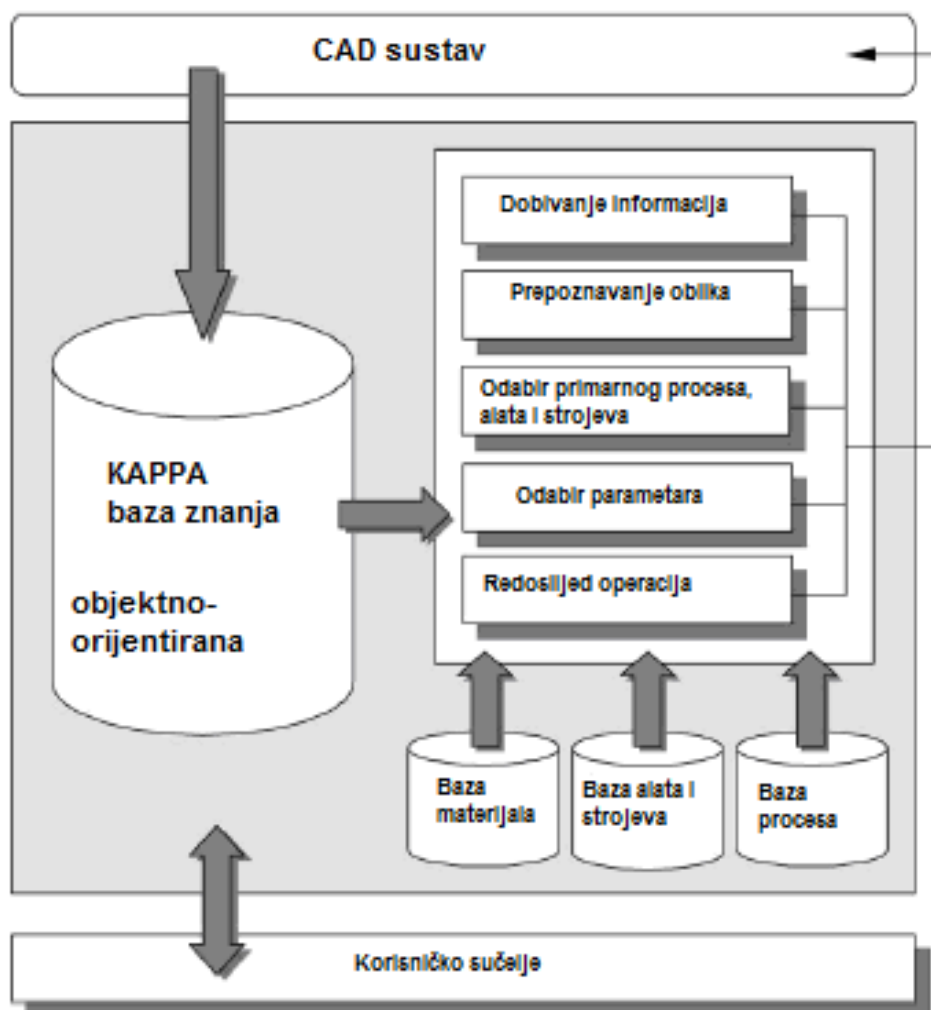 CAD sustav
Dobivanje informacija
Prepoznavanje oblika
Odabir primarnog procesa,
alata i strojeva
KAPPA
baza znanja
Odabir parametara
objektno-
orijentirana
Redoslijed operacija
Baza
materijala
Baza alata i
strojeva
Baza
procesa
Korisničko sučelje